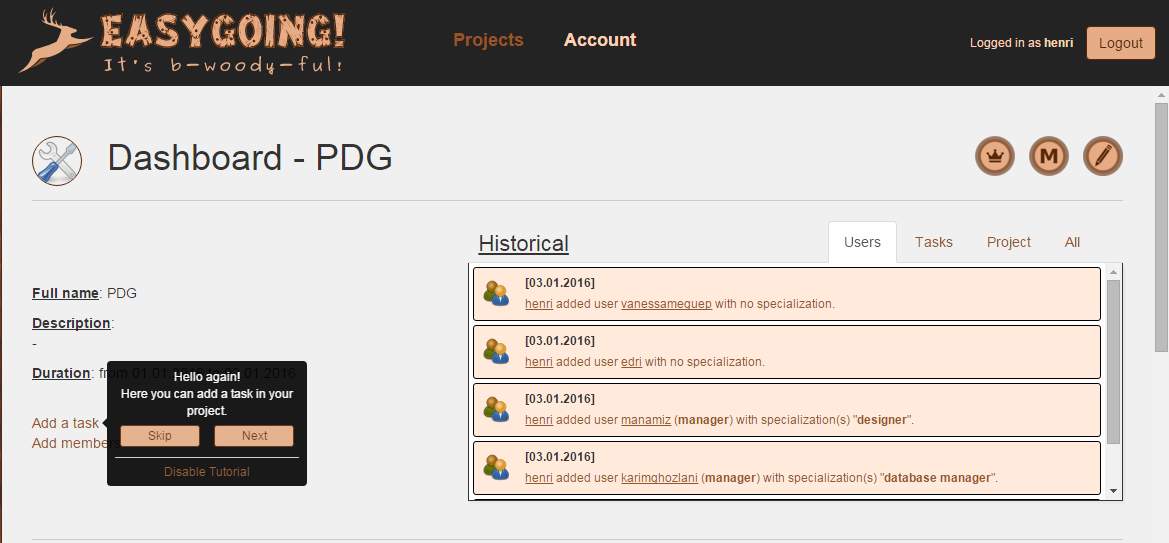 EASYGOING!
It's b-woody-ful!
Projects Account
Logged in as henri Logout
Dashboard - PDG
M
Historical
Users Tasks Project All
Full name: PDG
Description:
-
Duration: from 01.01.2016 to 2016
Add a task
Add members
Hello again!
Here you can add a task in your
project.
Skip Next
Disable Tutorial
[03.01.2016]
henri added user vanessameguep with no specialization.
[03.01.2016]
henri added user edri with no specialization.
[03.01.2016]
henri added user manamiz (manager) with specialization(s) "designer".
[03.01.2016]
henri added user karimghozlani (manager) with specialization(s) "database manager".